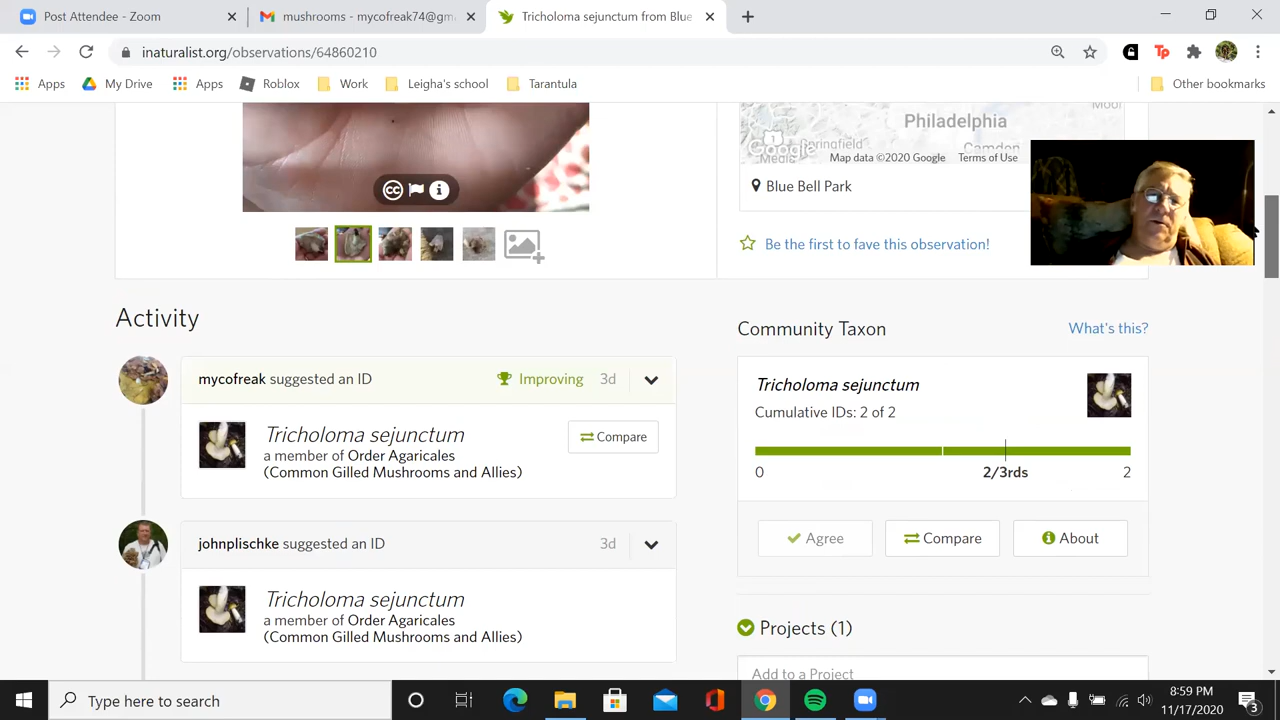 Post Attendee - Zoom
mushrooms - mycofreak74@gm
Tricholoma sejunctum from Blue
inaturalist.org/observations/64860210
Apps
My Drive
Apps
Roblox
Work
Leigha's school
Tarantula
Other bookmarks
Philadelphia
Springfield
Camden
Google
Map data ©2020 Google
Terms of Use
Blue Bell Park
Be the first to fave this observation!
Activity
mycofreak suggested an ID
Improving
3d
Tricholoma sejunctum
a member of Order Agaricales
(Common Gilled Mushrooms and Allies)
Compare
johnplischke suggested an ID
3d
Tricholoma sejunctum
a member of Order Agaricales
(Common Gilled Mushrooms and Allies)
Community Taxon
What's this?
Tricholoma sejunctum
Cumulative IDs: 2 of 2
0
2/3rds
2
Agree
Compare
About
Projects (1)
Add to a Project
Type here to search
8:59 PM
11/17/2020
3